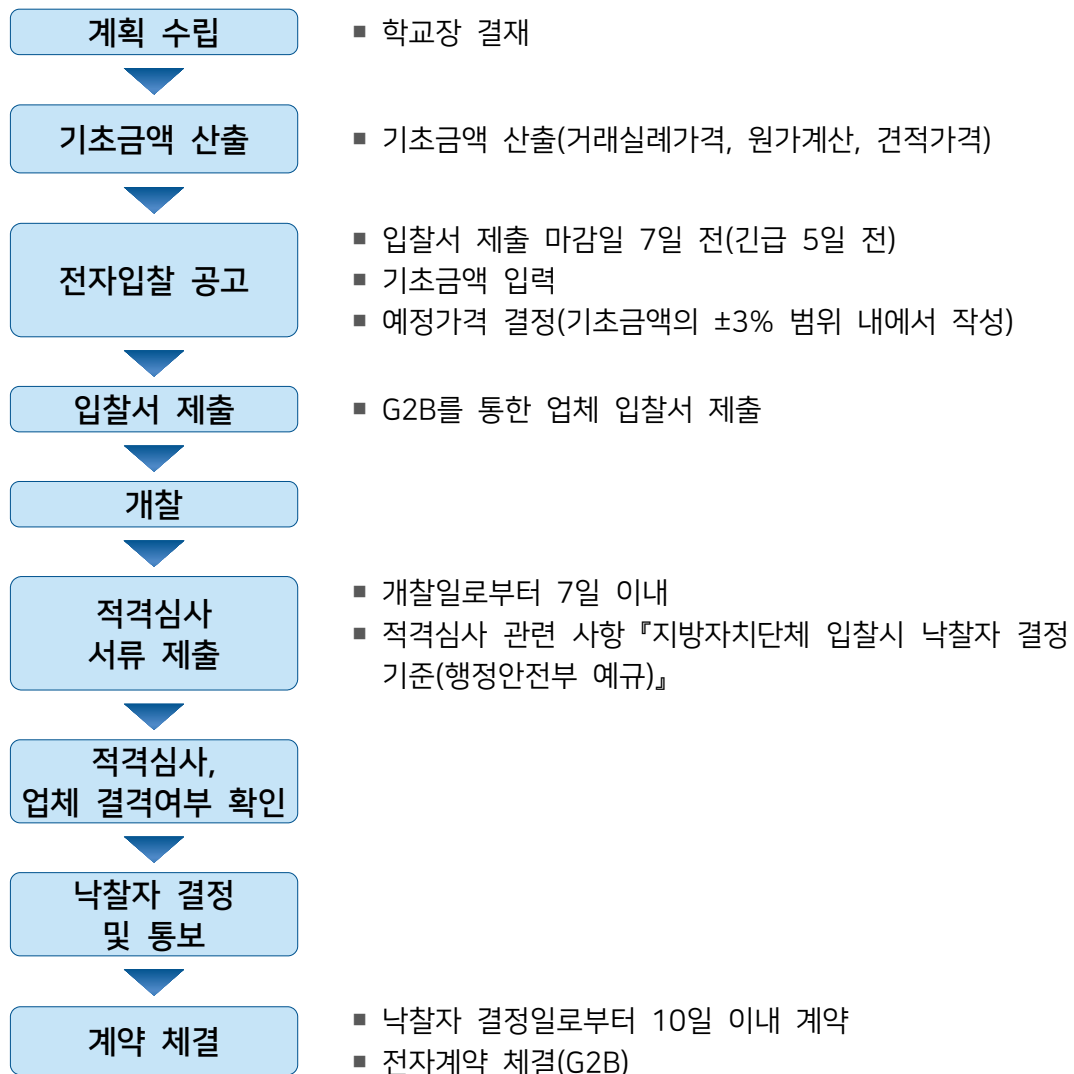 계획 수립
■ 학교장 결재
기초금액 산출
■ 기초금액 산출(거래실례가격, 원가계산, 견적가격)
전자입찰 공고
■ 입찰서 제출 마감일 7일 전(긴급 5일 전)
■ 기초금액 입력
■ 예정가격 결정(기초금액의 ±3% 범위 내에서 작성)
입찰서 제출
■ G2B를 통한 업체 입찰서 제출
개찰
적격심사
서류 제출
■ 개찰일로부터 7일 이내
■ 적격심사 관련 사항『지방자치단체 입찰시 낙찰자 결정
기준(행정안전부 예규)』
적격심사,
업체 결격여부 확인
낙찰자 결정
및 통보
계약 체결
■ 낙찰자 결정일로부터 10일 이내 계약
■ 전자계약 체결(G2B)